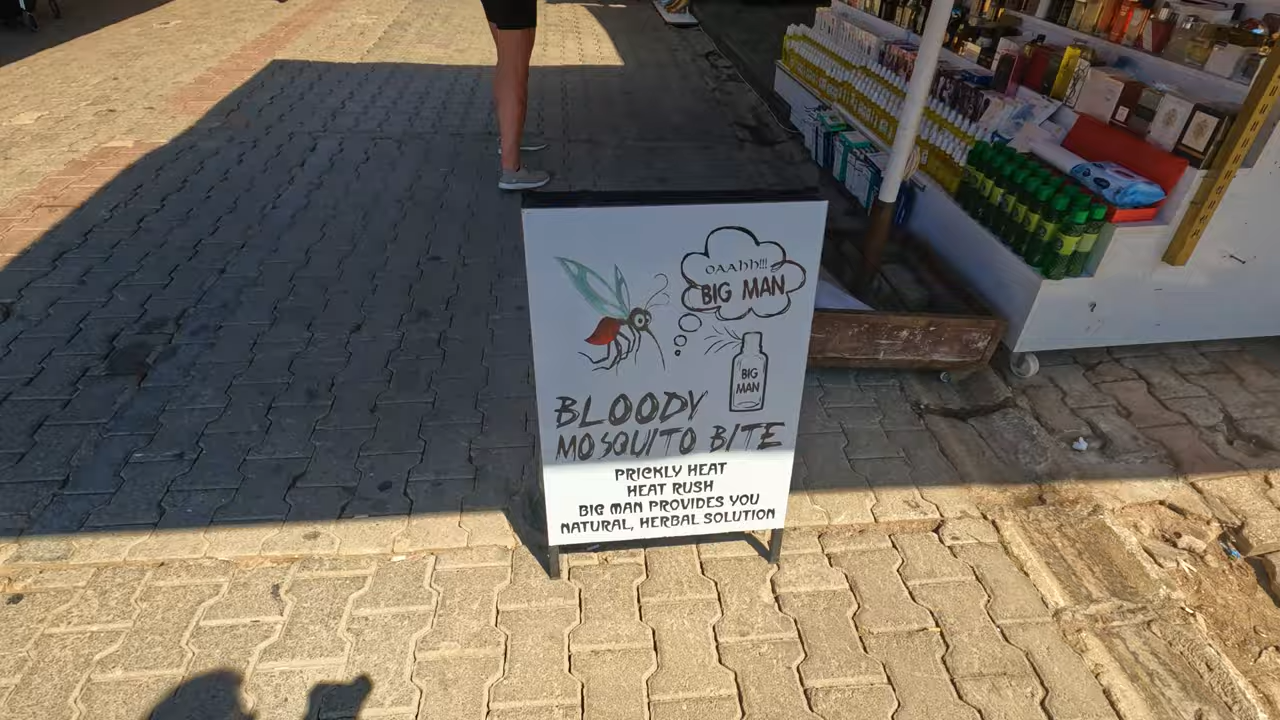 OAAhh!!!
BIG MAN
BIG
MAN
BLOODY
MOSQUITO BITE
PRICKLY HEAT
HEAT RUSH
BIG MAN PROVIDES YOU
NATURAL, HERBAL SOLUTION